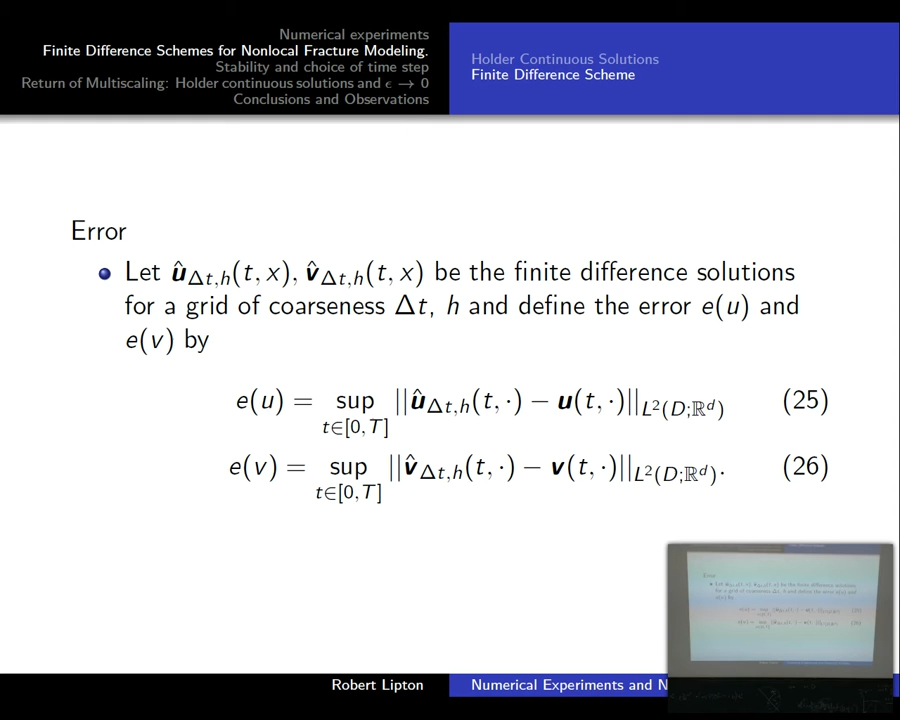 Numerical experiments
Finite Difference Schemes for Nonlocal Fracture Modeling.
Stability and choice of time step
Return of Multiscaling: Holder continuous solutions and ϵ → 0
Conclusions and Observations
Holder Continuous Solutions
Finite Difference Scheme
Error
Let û_{Δt,h}(t, x), v̂_{Δt,h}(t, x) be the finite difference solutions
for a grid of coarseness Δt, h and define the error e(u) and
e(v) by
e(u) = sup_{t∈[0,T]} ||û_{Δt,h}(t, ·) − u(t, ·)||_{L²(D;ℝᵈ)} (25)
e(v) = sup_{t∈[0,T]} ||v̂_{Δt,h}(t, ·) − v(t, ·)||_{L²(D;ℝᵈ)}. (26)
Robert Lipton
Numerical Experiments and N